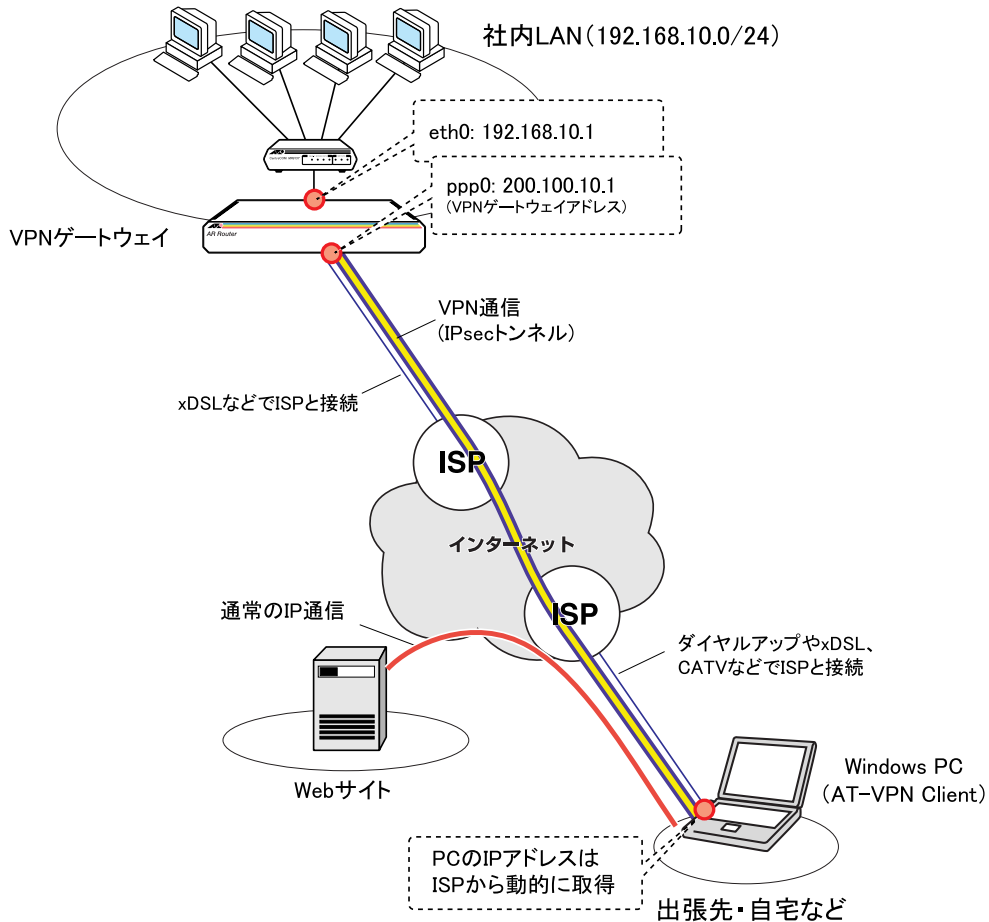 社内LAN(192.168.10.0/24)
eth0: 192.168.10.1
ppp0: 200.100.10.1
(VPNゲートウェイアドレス)
AR Router
VPNゲートウェイ
VPN通信
(IPsecトンネル)
xDSLなどでISPと接続
ISP
インターネット
ISP
通常のIP通信
ダイヤルアップやxDSL、
CATVなどでISPと接続
Webサイト
Windows PC
(AT-VPN Client)
PCのIPアドレスは
ISPから動的に取得
出張先・自宅など